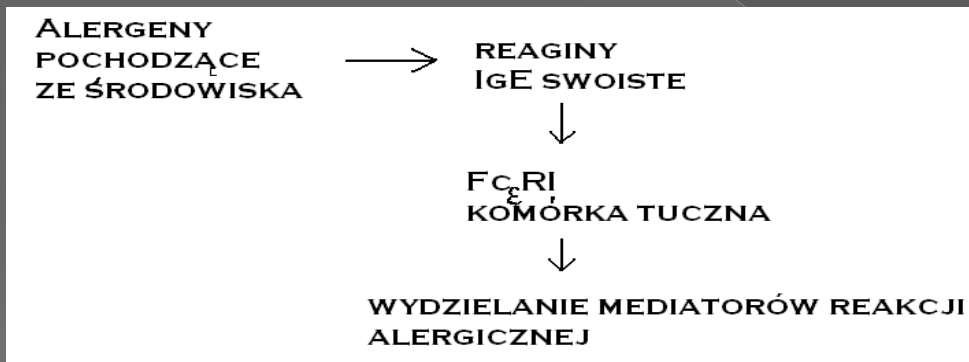 ALERGENY
POCHODZĄCE
ZE ŚRODOWISKA
REAGINY
IGE SWOISTE
FCεRI
KOMÓRKA TUCZNA
WYDZIELANIE MEDIATORÓW REAKCJI
ALERGICZNEJ